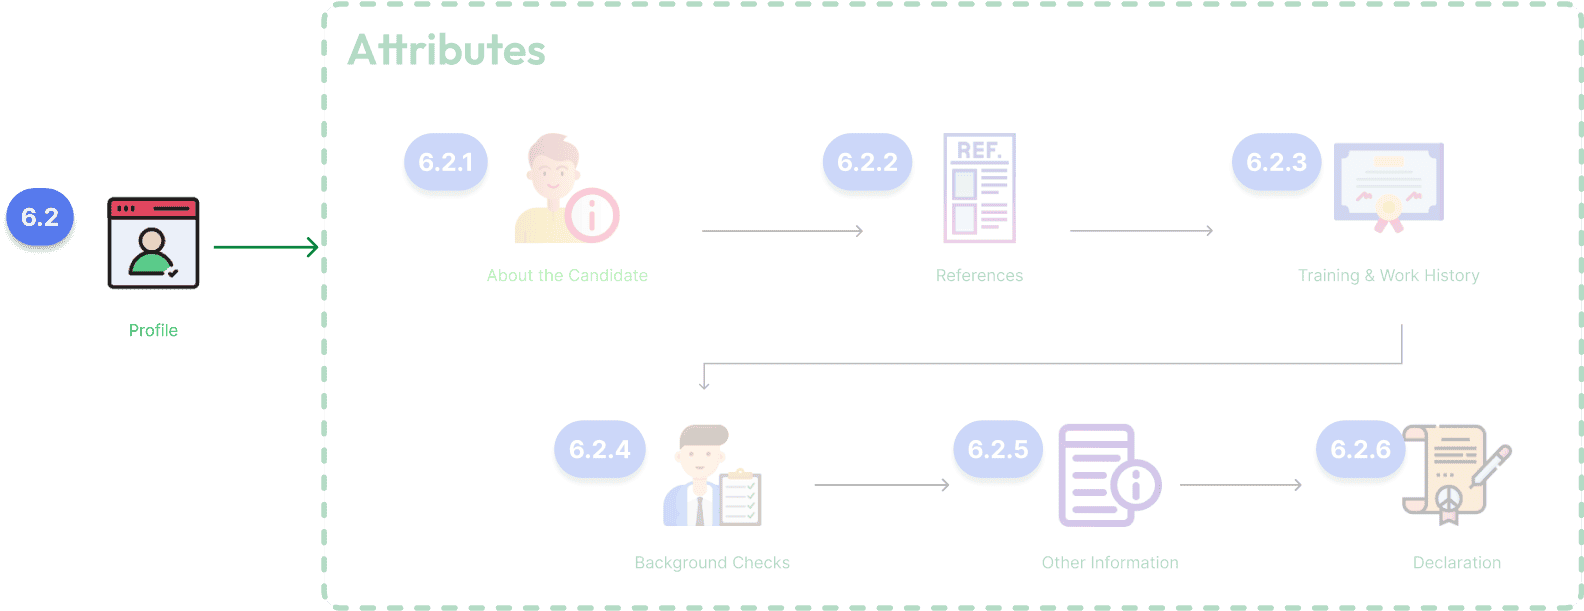 Attributes
6.2
Profile
6.2.1
About the Candidate
6.2.2
REF.
References
6.2.3
Training & Work History
6.2.4
Background Checks
6.2.5
Other Information
6.2.6
Declaration